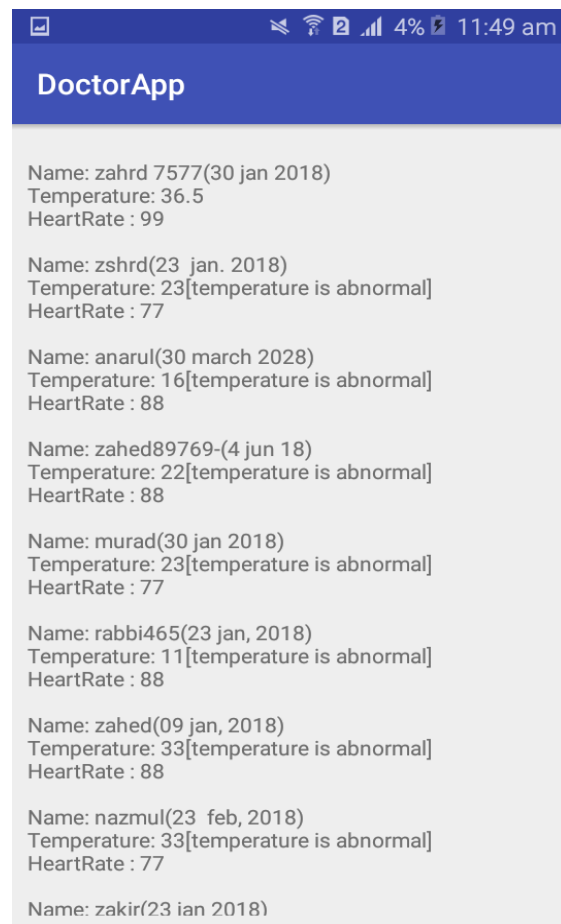 2 4% 11:49 am
DoctorApp
Name: zahrd 7577(30 jan 2018)
Temperature: 36.5
HeartRate : 99
Name: zshrd(23  jan. 2018)
Temperature: 23[temperature is abnormal]
HeartRate : 77
Name: anarul(30 march 2028)
Temperature: 16[temperature is abnormal]
HeartRate : 88
Name: zahed89769-(4 jun 18)
Temperature: 22[temperature is abnormal]
HeartRate : 88
Name: murad(30 jan 2018)
Temperature: 23[temperature is abnormal]
HeartRate : 77
Name: rabbi465(23 jan, 2018)
Temperature: 11[temperature is abnormal]
HeartRate : 88
Name: zahed(09 jan, 2018)
Temperature: 33[temperature is abnormal]
HeartRate : 88
Name: nazmul(23  feb, 2018)
Temperature: 33[temperature is abnormal]
HeartRate : 77
Name: zakir(23 jan 2018)